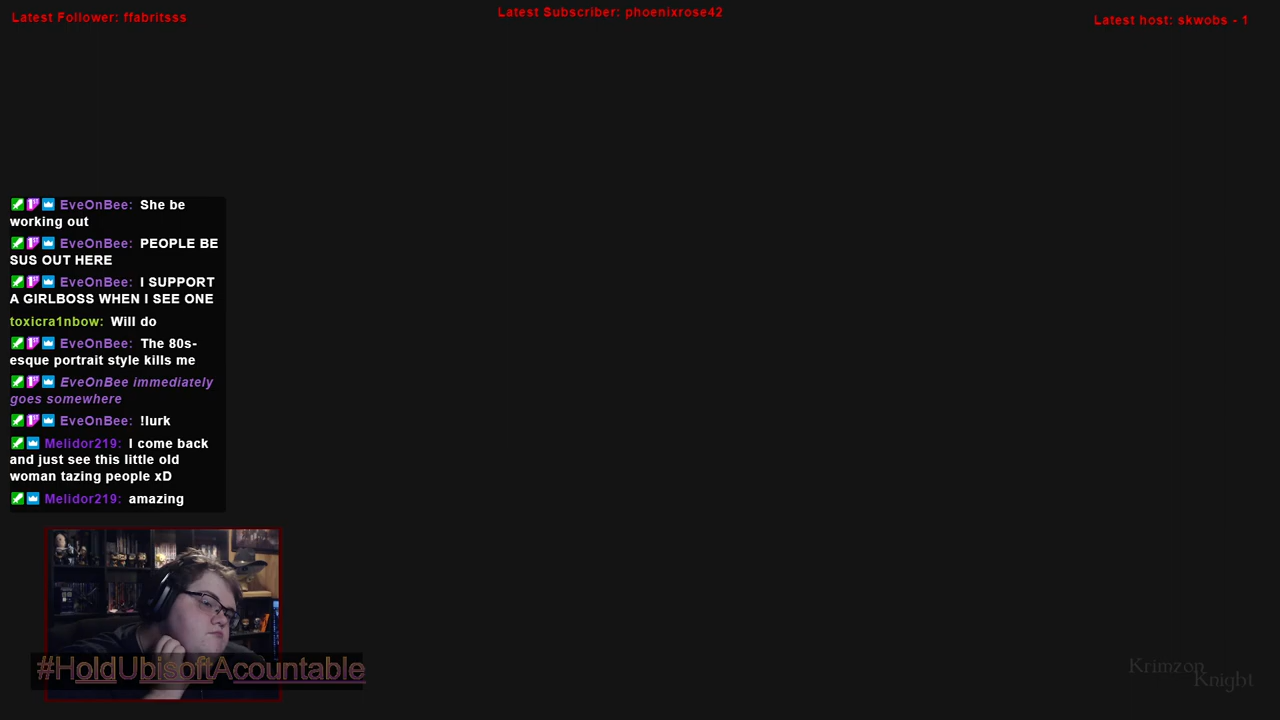 Latest Follower: ffabritsss
Latest Subscriber: phoenixrose42
Latest host: skwobs - 1
EveOnBee: She be
working out
EveOnBee: PEOPLE BE
SUS OUT HERE
EveOnBee: I SUPPORT
A GIRLBOSS WHEN I SEE ONE
toxicra1nbow: Will do
EveOnBee: The 80s-
esque portrait style kills me
EveOnBee immediately
goes somewhere
EveOnBee: !lurk
Melidor219: I come back
and just see this little old
woman tazing people xD
Melidor219: amazing
#HoldUbisoftAcountable
Krimzon
Knight